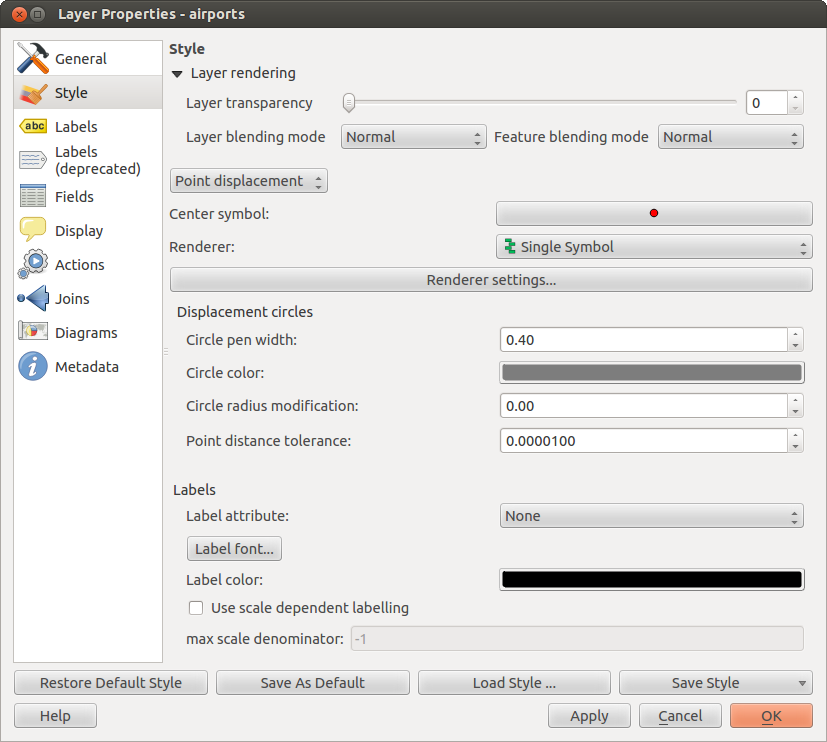 Layer Properties - airports
General
Style
abc Labels
Labels
(deprecated)
Fields
Display
Actions
Joins
Diagrams
i Metadata
Style
Layer rendering
Layer transparency 0
Layer blending mode Normal Feature blending mode Normal
Point displacement
Center symbol:
Renderer: Single Symbol
Renderer settings...
Displacement circles
Circle pen width: 0.40
Circle color:
Circle radius modification: 0.00
Point distance tolerance: 0.0000100
Labels
Label attribute: None
Label font...
Label color:
Use scale dependent labelling
max scale denominator: -1
Restore Default Style Save As Default Load Style ... Save Style
Help Apply Cancel OK